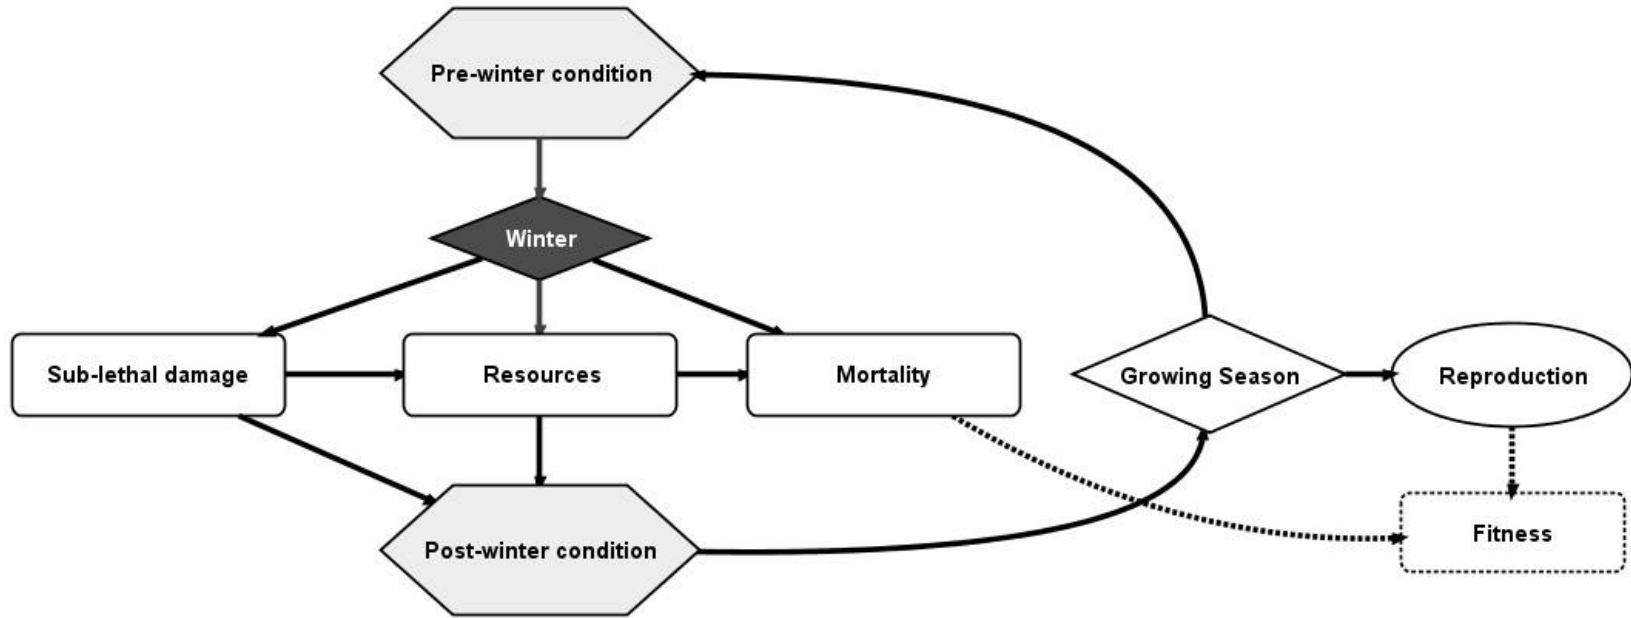 Pre-winter condition
Winter
Sub-lethal damage
Resources
Mortality
Growing Season
Reproduction
Post-winter condition
Fitness